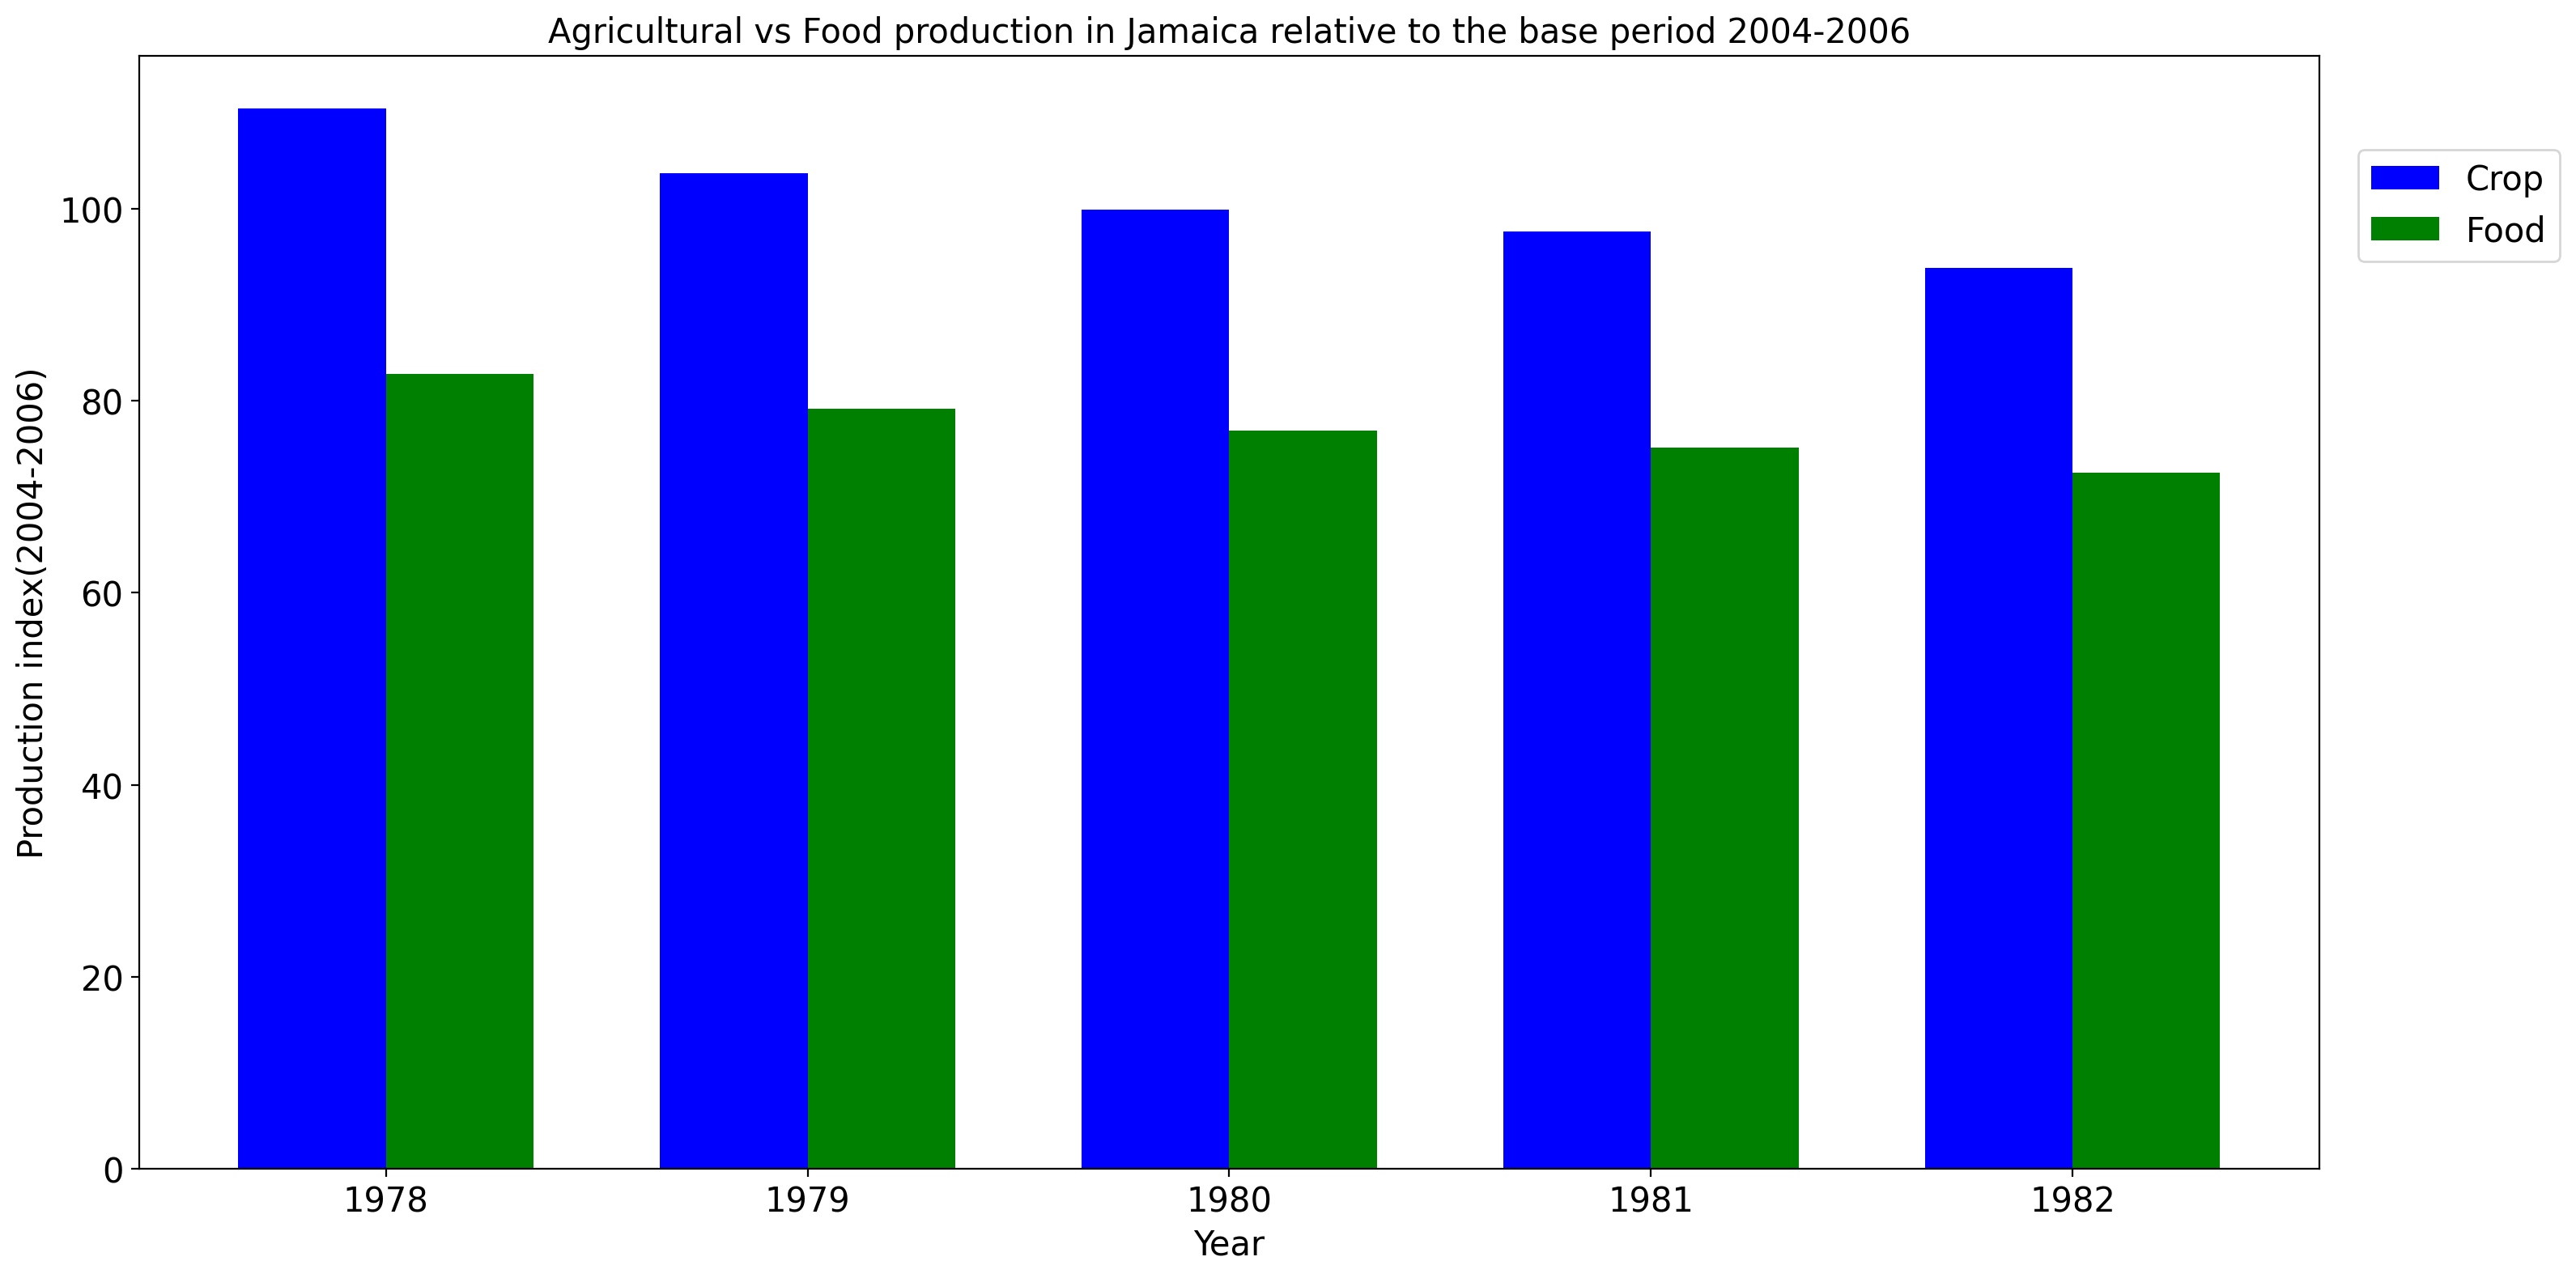 Agricultural vs Food production in Jamaica relative to the base period 2004-2006
Production index(2004-2006)
100
80
60
40
20
0
1978 1979 1980 1981 1982
Year
Crop
Food